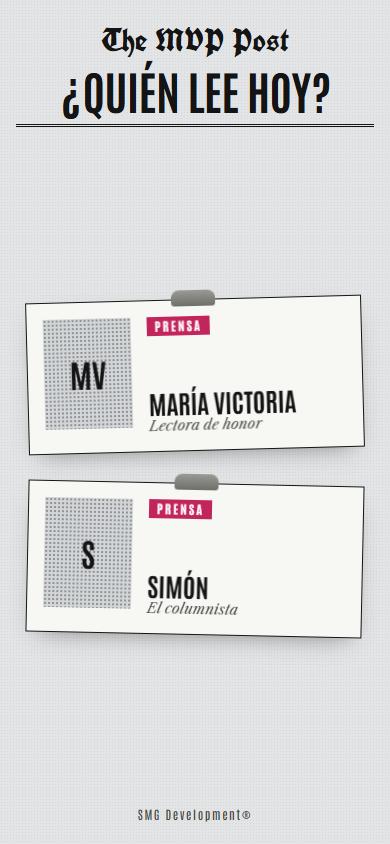 The MVP Post
¿QUIÉN LEE HOY?
PRENSA
MV
MARÍA VICTORIA
Lectora de honor
PRENSA
S
SIMÓN
El columnista
SMG Development®